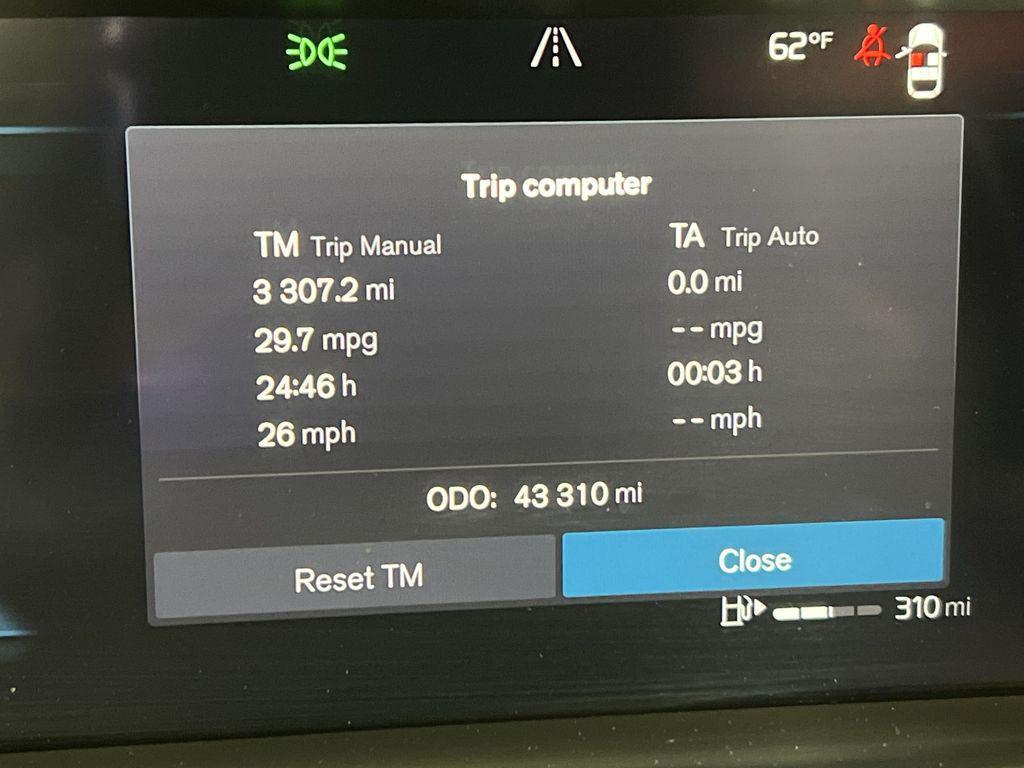 62°F
Trip computer
TM Trip Manual
3 307.2 mi
29.7 mpg
24:46 h
26 mph
TA Trip Auto
0.0 mi
-- mpg
00:03 h
-- mph
ODO: 43 310 mi
Reset TM
Close
310 mi